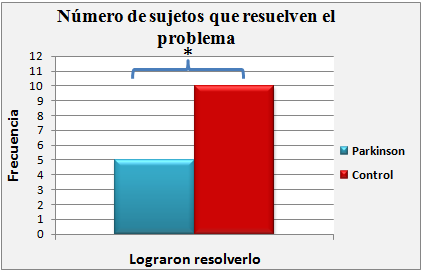 Número de sujetos que resuelven el
problema
*
Frecuencia
12
11
10
9
8
7
6
5
4
3
2
1
0
Parkinson
Control
Lograron resolverlo